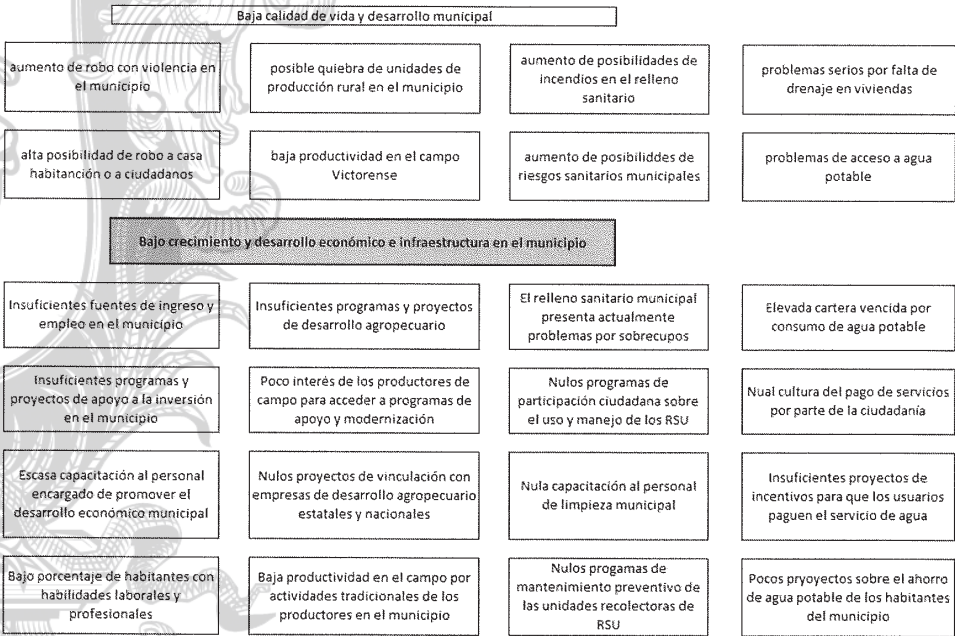 Baja calidad de vida y desarrollo municipal
aumento de robo con violencia en
el municipio
posible quiebra de unidades de
producción rural en el municipio
aumento de posibilidades de
incendios en el relleno
sanitario
problemas serios por falta de
drenaje en viviendas
alta posibilidad de robo a casa
habitanción o a ciudadanos
baja productividad en el campo
Victorense
aumento de posibiliddes de
riesgos sanitarios municipales
problemas de acceso a agua
potable
Bajo crecimiento y desarrollo económico e infraestructura en el municipio
Insuficientes fuentes de ingreso y
empleo en el municipio
Insuficientes programas y proyectos
de desarrollo agropecuario
El relleno sanitario municipal
presenta actualmente
problemas por sobrecupos
Elevada cartera vencida por
consumo de agua potable
Insuficientes programas y
proyectos de apoyo a la inversión
en el municipio
Poco interés de los productores de
campo para acceder a programas de
apoyo y modernización
Nulos programas de
participación ciudadana sobre
el uso y manejo de los RSU
Nual cultura del pago de servicios
por parte de la ciudadanía
Escasa capacitación al personal
encargado de promover el
desarrollo económico municipal
Nulos proyectos de vinculación con
empresas de desarrollo agropecuario
estatales y nacionales
Nula capacitación al personal
de limpieza municipal
Insuficientes proyectos de
incentivos para que los usuarios
paguen el servicio de agua
Bajo porcentaje de habitantes con
habilidades laborales y
profesionales
Baja productividad en el campo por
actividades tradicionales de los
productores en el municipio
Nulos progamas de
mantenimiento preventivo de
las unidades recolectoras de
RSU
Pocos pryoyectos sobre el ahorro
de agua potable de los habitantes
del municipio